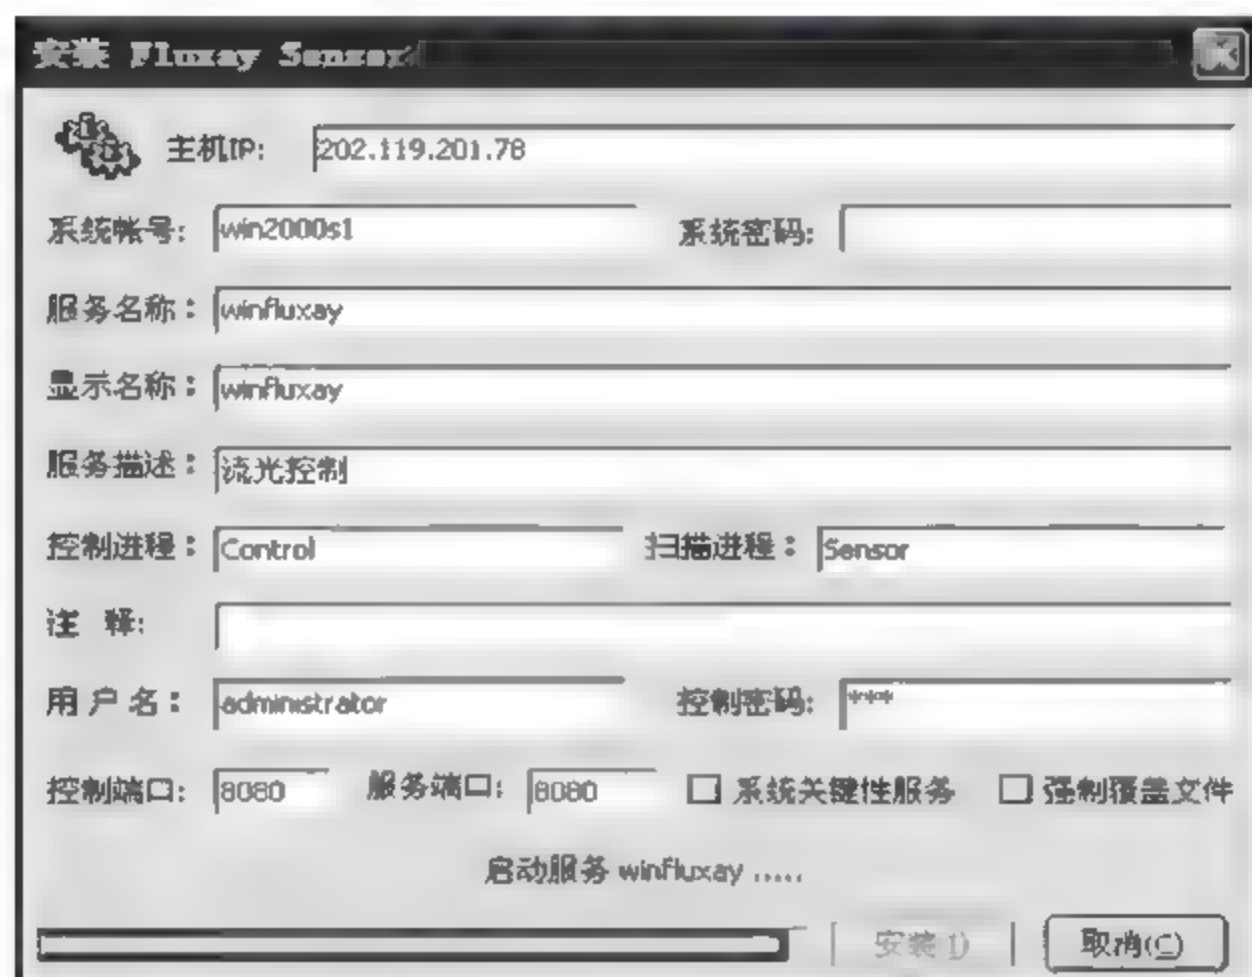 安装 Fluxay Sensor
主机IP: 202.119.201.78
系统帐号: win2000s1 系统密码:
服务名称： winfluxay
显示名称： winfluxay
服务描述： 流光控制
控制进程： Control 扫描进程： Sensor
注 释:
用 户 名： administrator 控制密码: ***
控制端口: 8080 服务端口: 8080 系统关键性服务 强制覆盖文件
启动服务 winfluxay .....
安装(I) 取消(C)